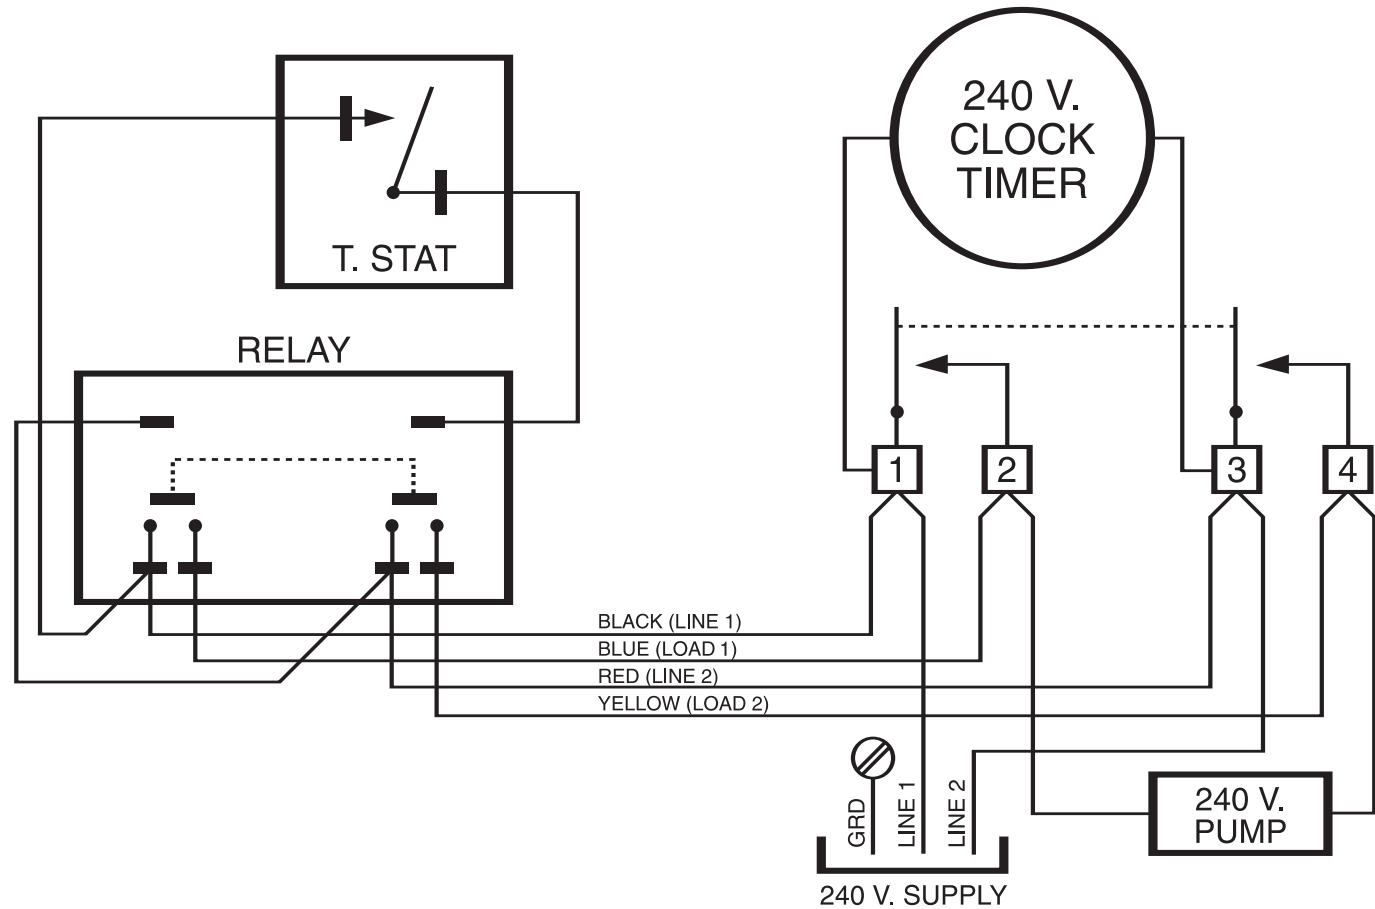 240 V.
CLOCK
TIMER
T. STAT
RELAY
1
2
3
4
BLACK (LINE 1)
BLUE (LOAD 1)
RED (LINE 2)
YELLOW (LOAD 2)
GRD
LINE 1
LINE 2
240 V.
PUMP
240 V. SUPPLY